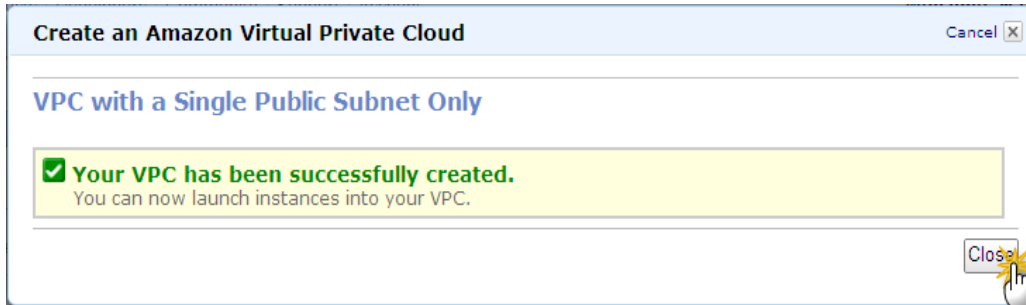 Create an Amazon Virtual Private Cloud
Cancel
VPC with a Single Public Subnet Only
Your VPC has been successfully created.
You can now launch instances into your VPC.
Close